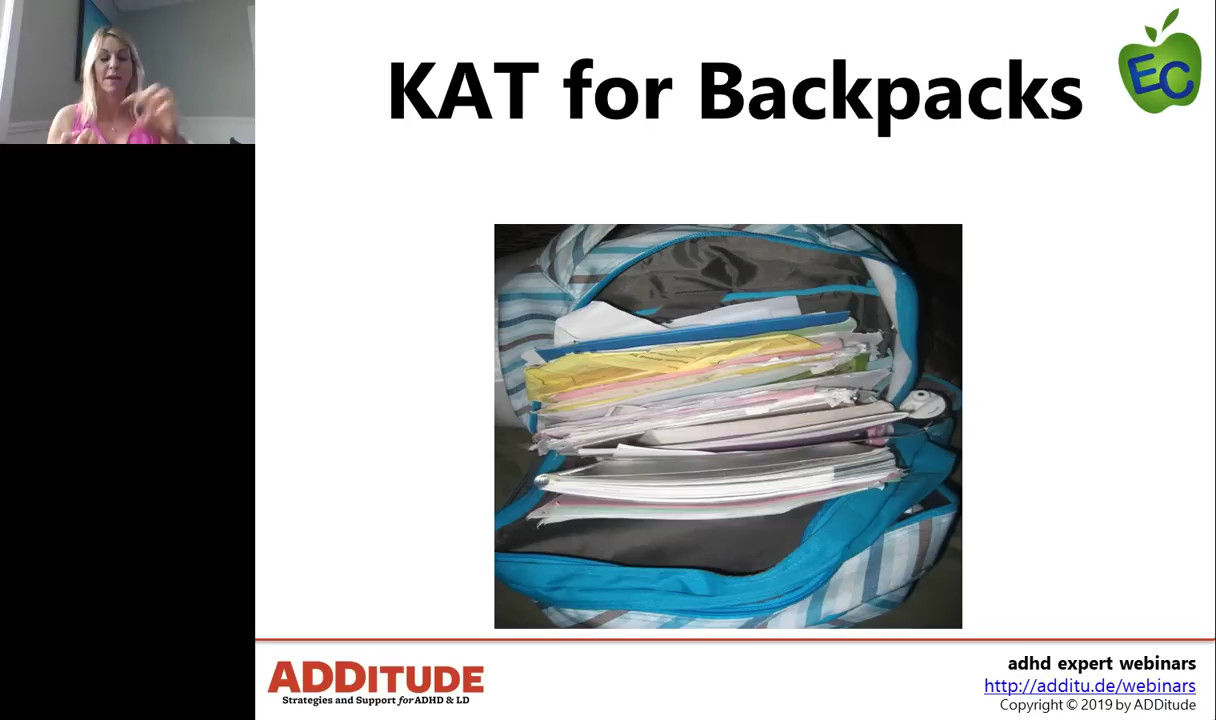 KAT for Backpacks
EC
ADDITUDE
Strategies and Support for ADHD & LD
adhd expert webinars
http://additu.de/webinars
Copyright © 2019 by ADDitude